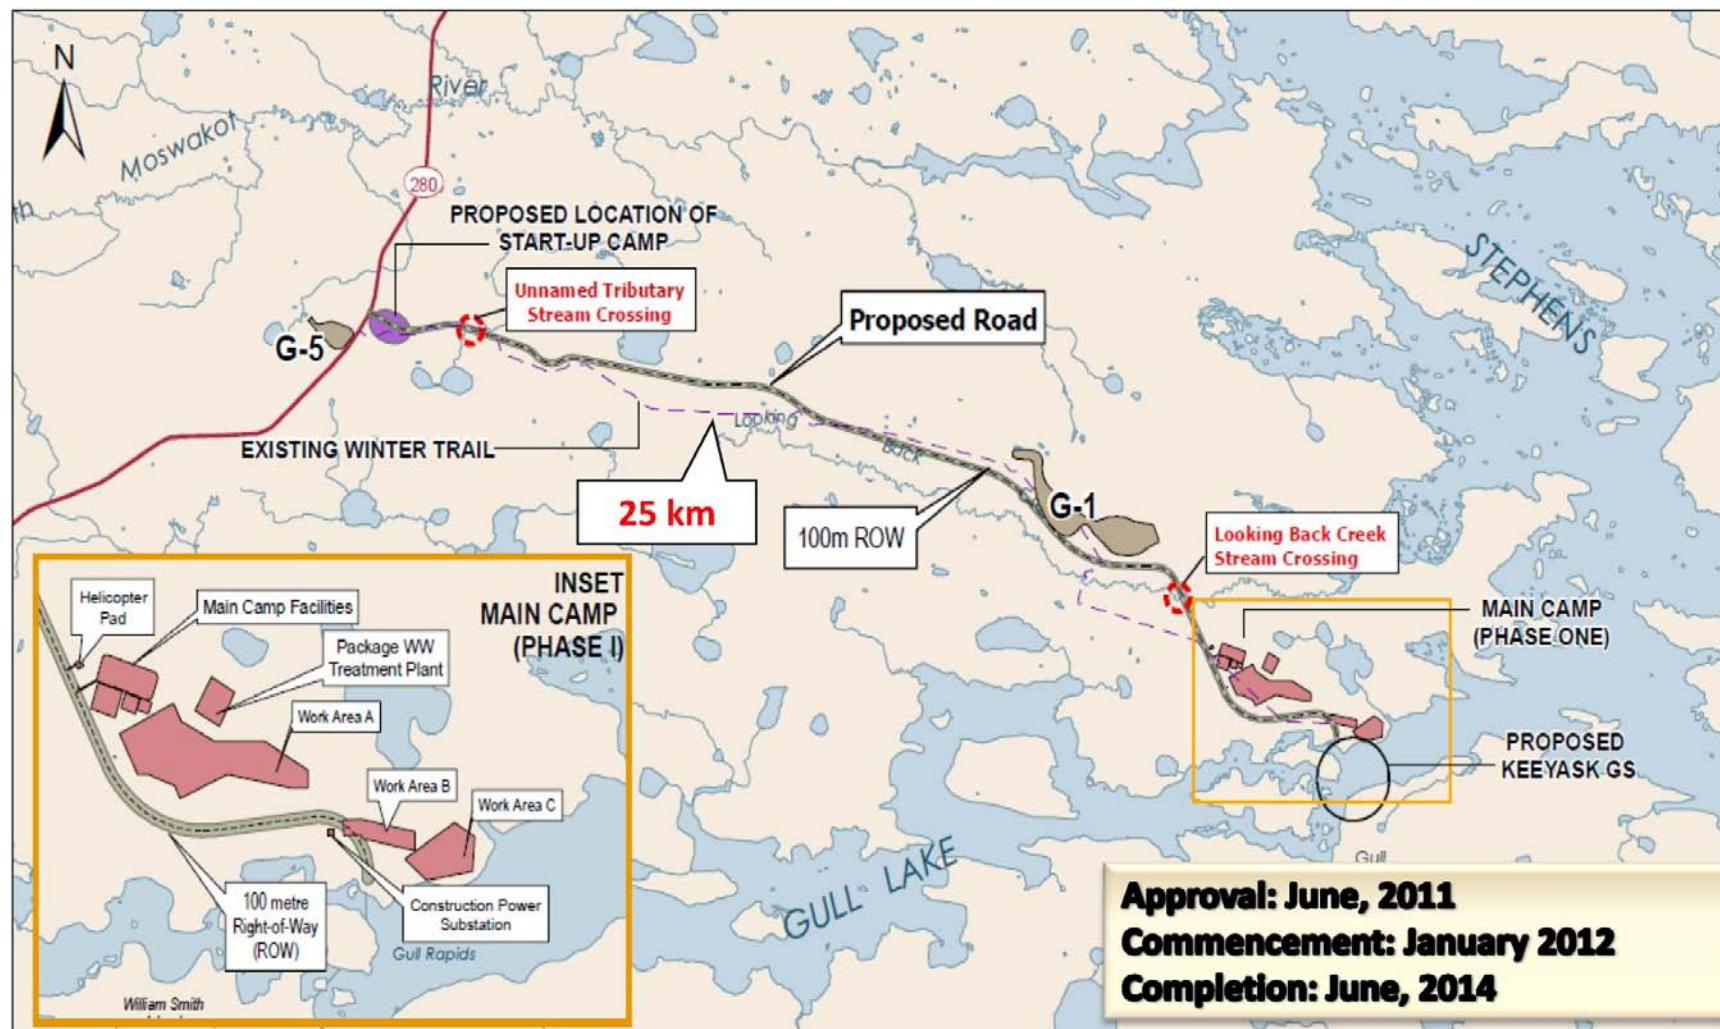 N
Moswakot
River
th
280
PROPOSED LOCATION OF
START-UP CAMP
Unnamed Tributary
Stream Crossing
G-5
Proposed Road
STEPHENS
Looking
Back
EXISTING WINTER TRAIL
25 km
100m ROW
G-1
Looking Back Creek
Stream Crossing
MAIN CAMP
(PHASE ONE)
PROPOSED
KEEYASK GS
INSET
MAIN CAMP
(PHASE I)
Helicopter
Pad
Main Camp Facilities
Package WW
Treatment Plant
Work Area A
Work Area B
Work Area C
100 metre
Right-of-Way
(ROW)
Construction Power
Substation
Gull Rapids
William Smith
GULL LAKE
Gull
Approval: June, 2011
Commencement: January 2012
Completion: June, 2014